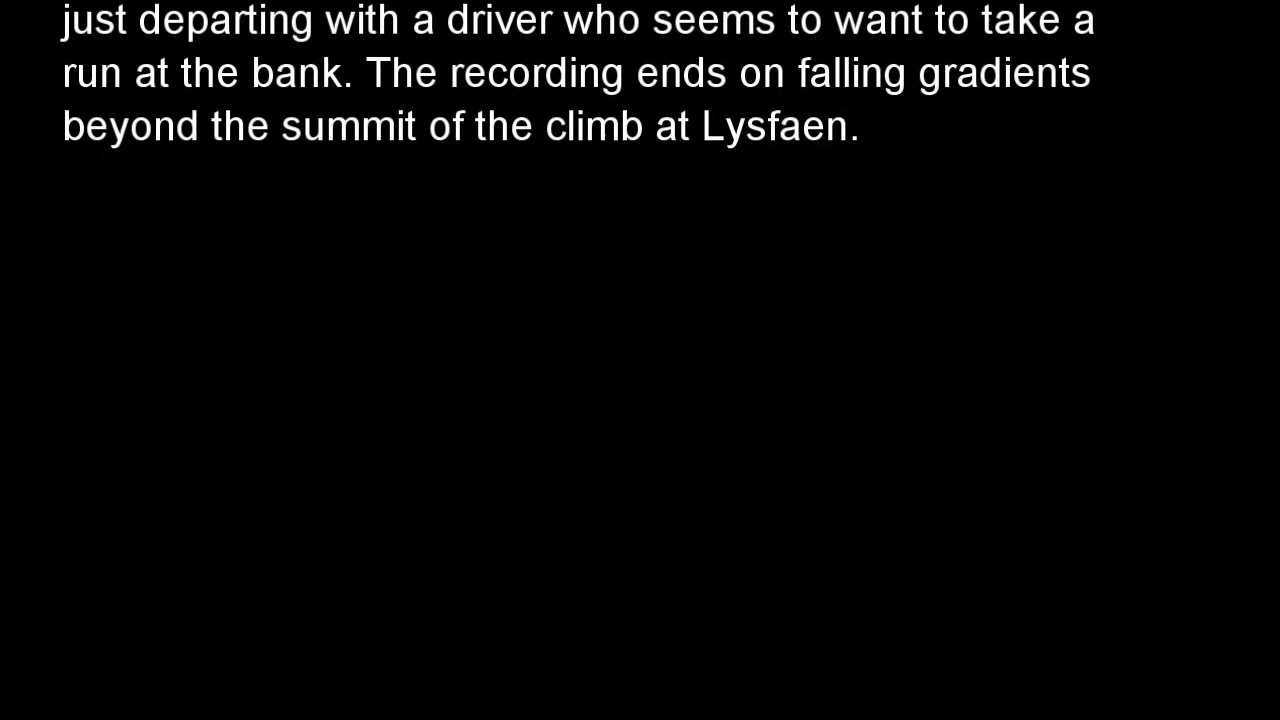 just departing with a driver who seems to want to take a
run at the bank. The recording ends on falling gradients
beyond the summit of the climb at Lysfaen.